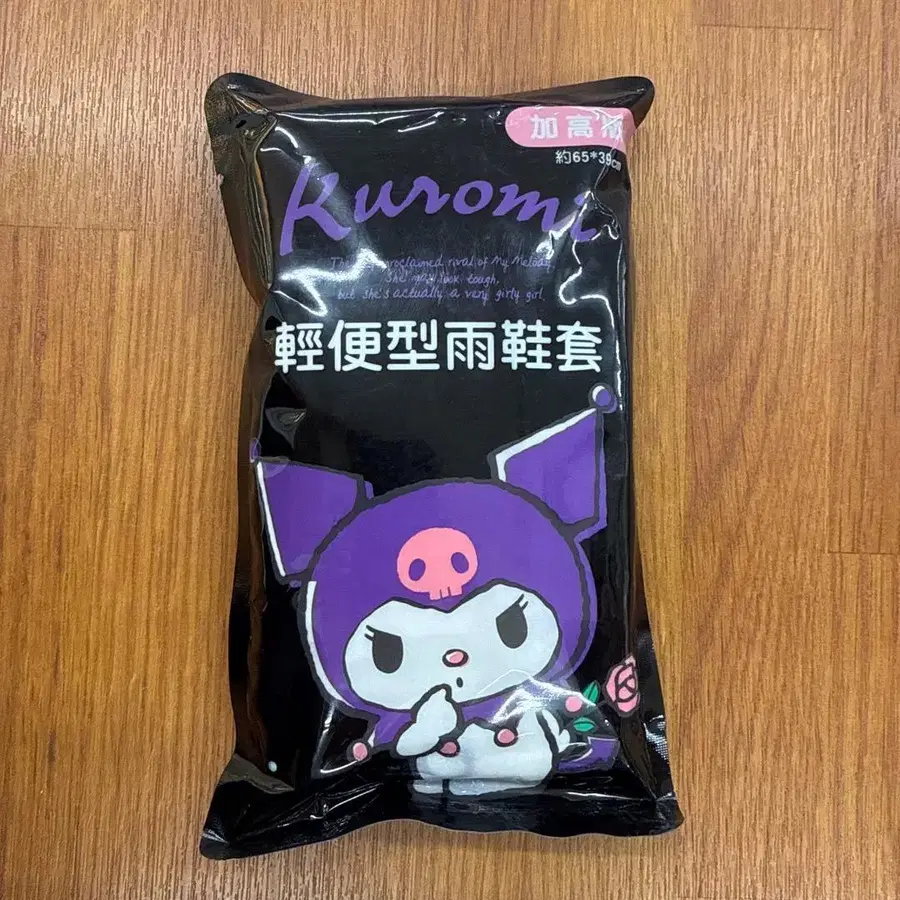 加高版
約65*39cm
Kuromi
The self-proclaimed rival of My Melody.
She may look tough,
but she's actually a very girly girl.
輕便型雨鞋套